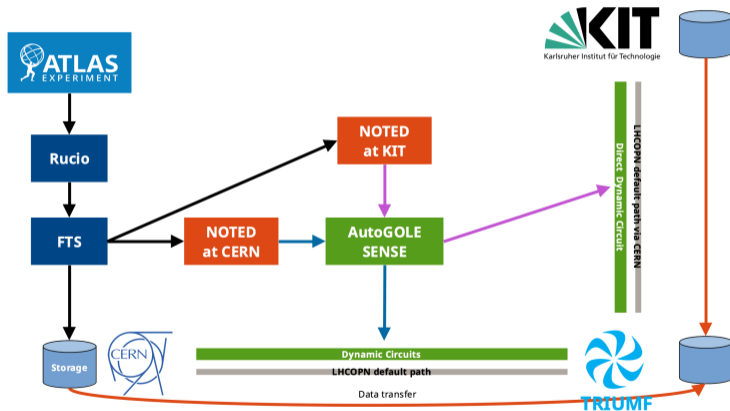 KIT
Karlsruher Institut für Technologie
ATLAS
EXPERIMENT
NOTED
at KIT
Rucio
FTS
NOTED
at CERN
AutoGOLE
SENSE
Direct Dynamic Circuit
LHCOPN default path via CERN
CERN
Storage
Dynamic Circuits
LHCOPN default path
Data transfer
TRIUMF